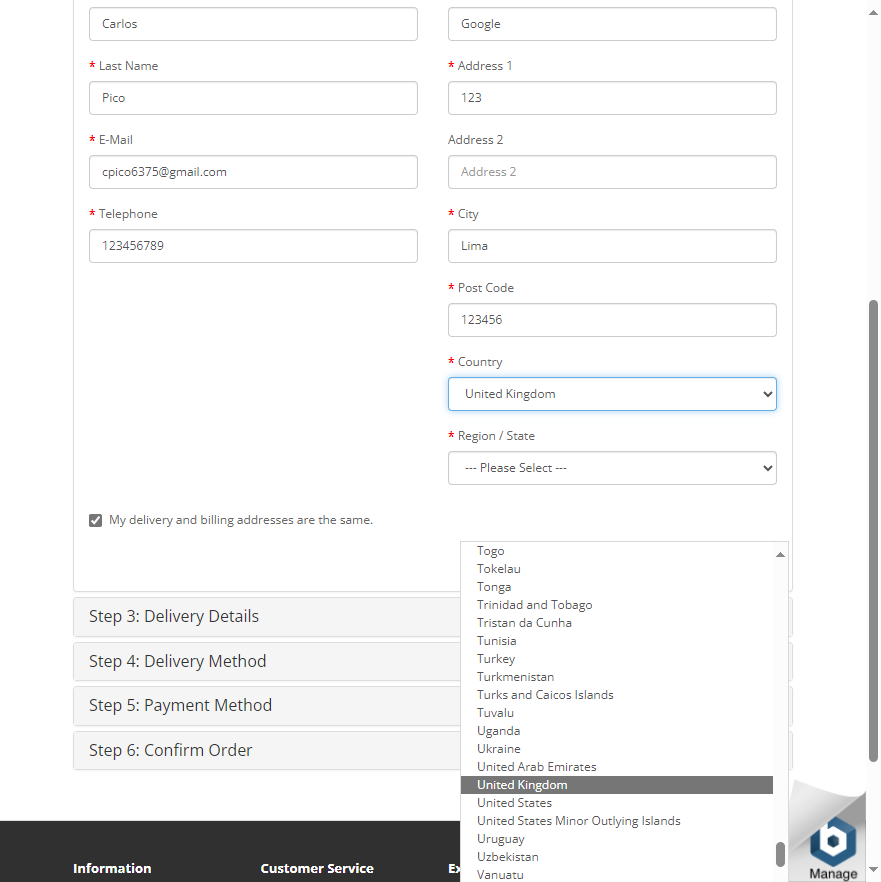 Carlos
Google
* Last Name
* Address 1
Pico
123
* E-Mail
Address 2
cpico6375@gmail.com
Address 2
* Telephone
* City
123456789
Lima
* Post Code
123456
* Country
United Kingdom
* Region / State
--- Please Select ---
My delivery and billing addresses are the same.
Togo
Tokelau
Tonga
Trinidad and Tobago
Tristan da Cunha
Tunisia
Turkey
Turkmenistan
Turks and Caicos Islands
Tuvalu
Uganda
Ukraine
United Arab Emirates
United Kingdom
United States
United States Minor Outlying Islands
Uruguay
Uzbekistan
Vanuatu
Step 3: Delivery Details
Step 4: Delivery Method
Step 5: Payment Method
Step 6: Confirm Order
Information
Customer Service
Manage